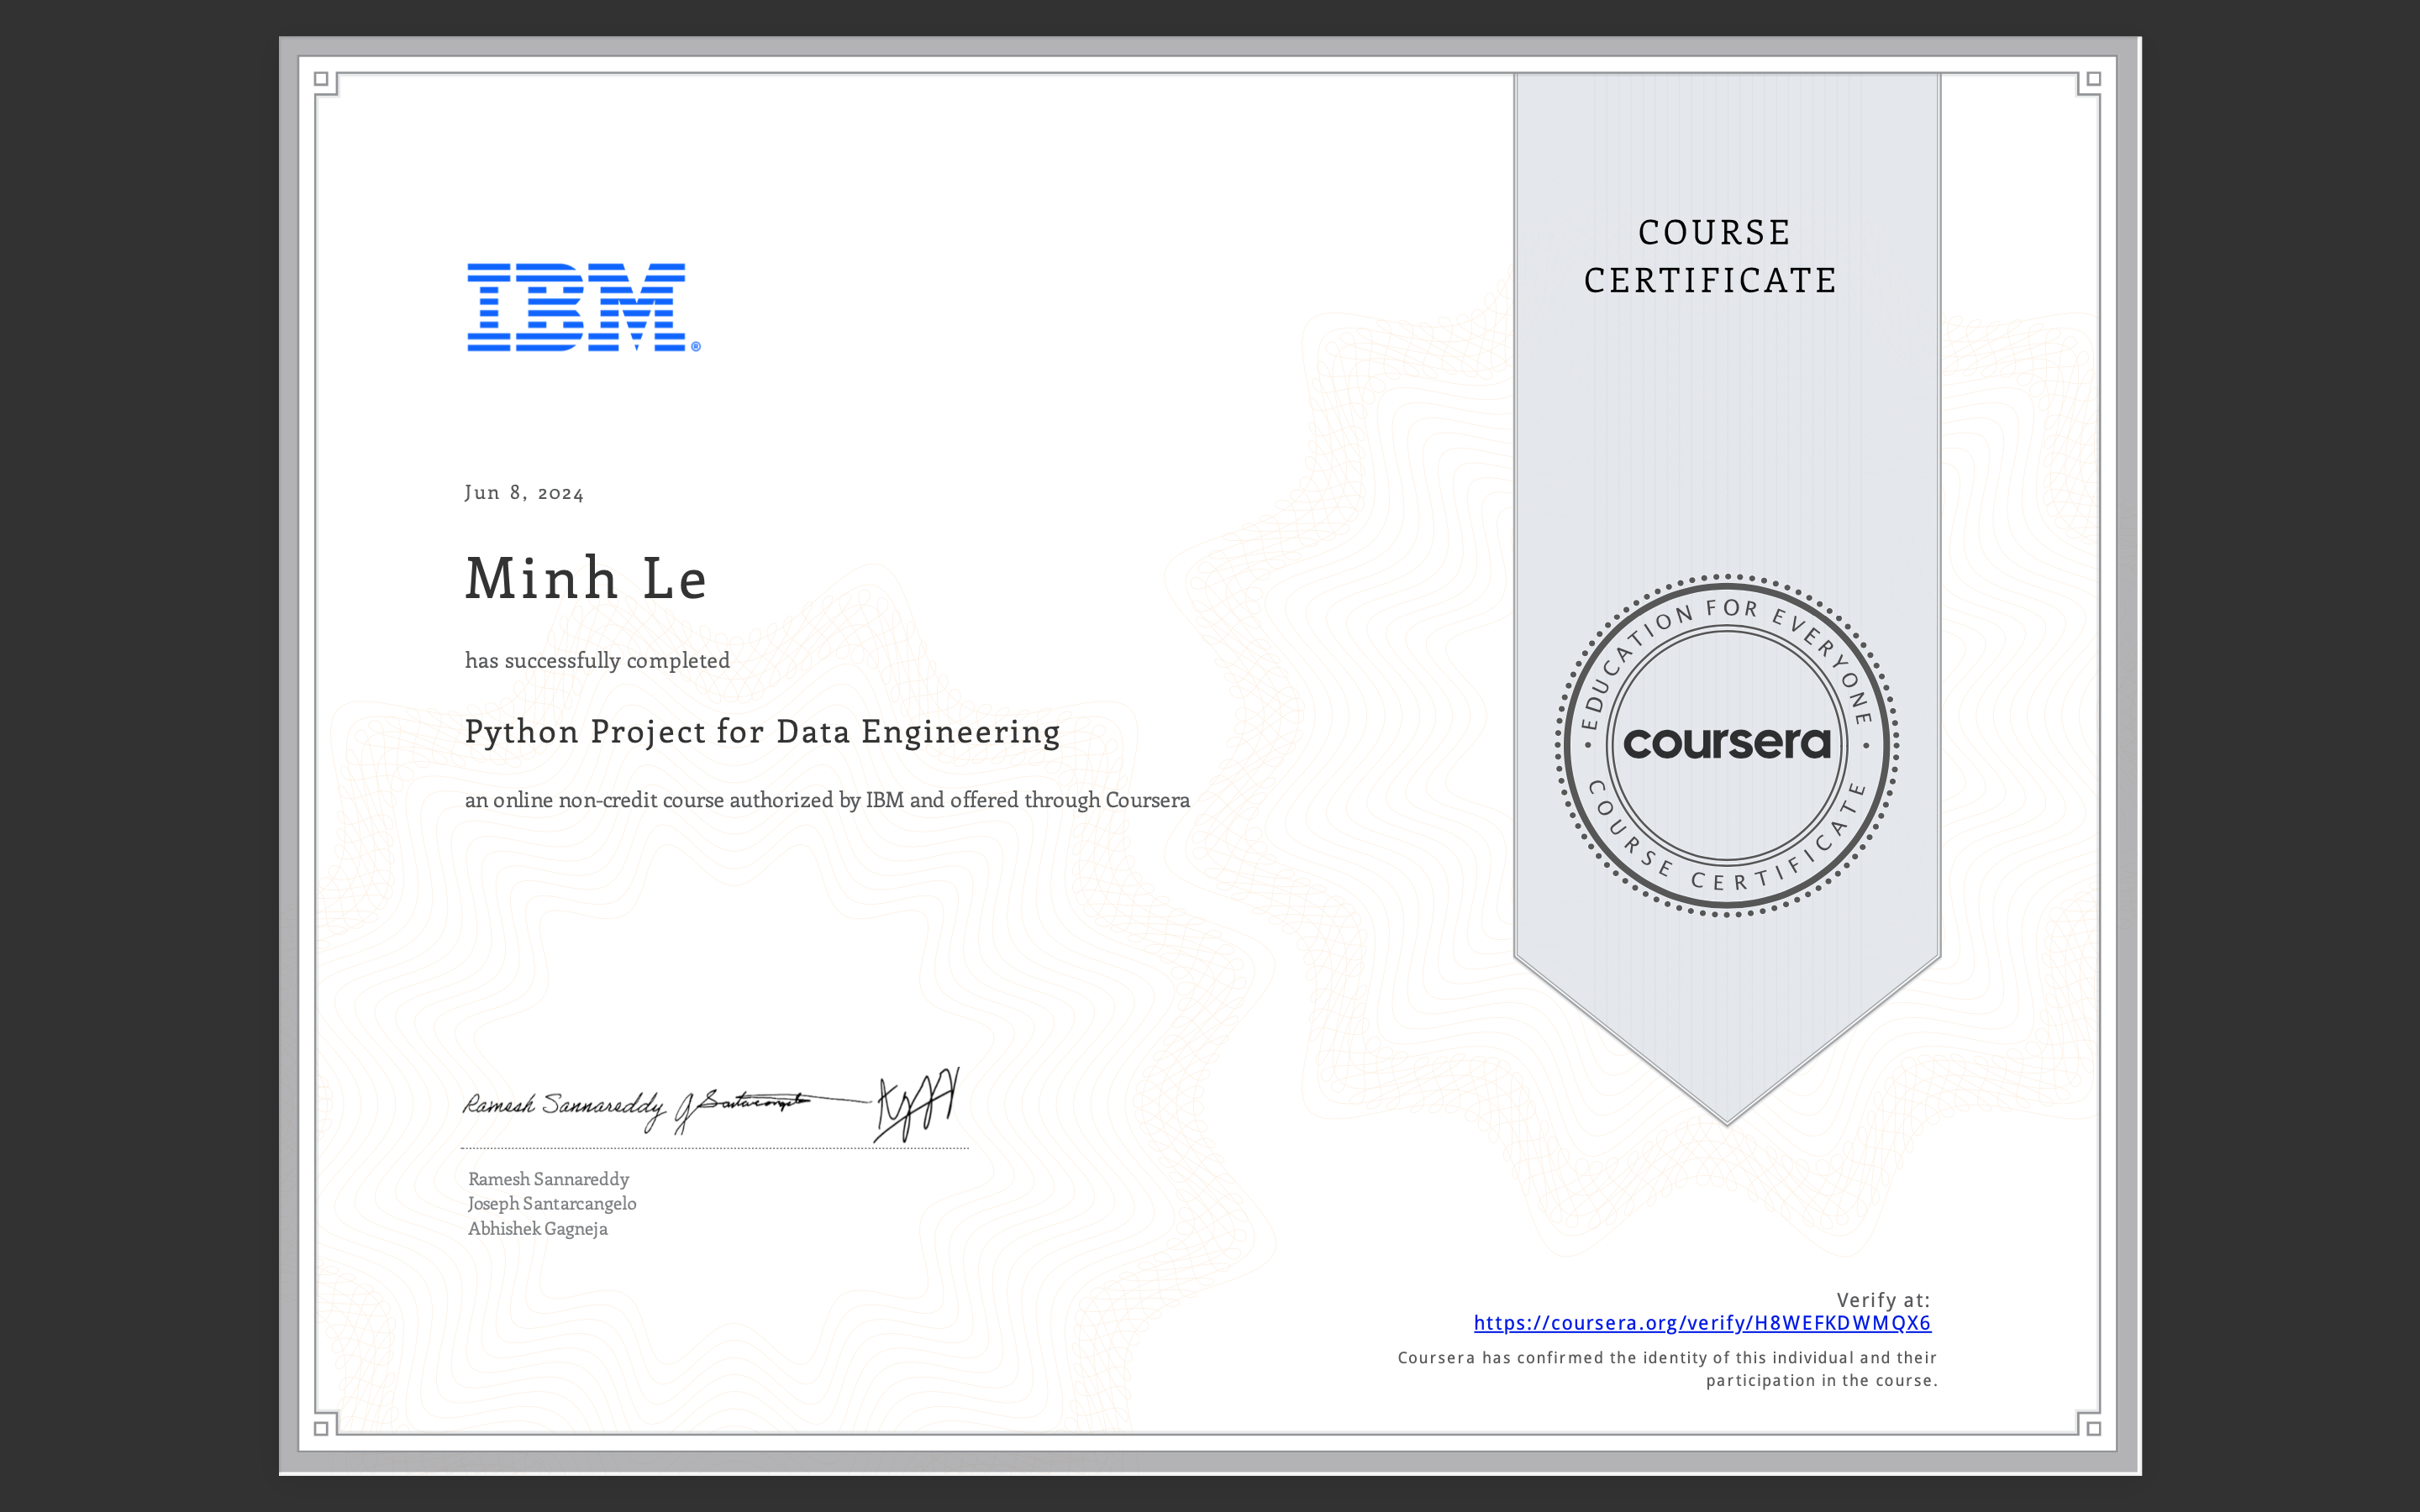 COURSE
CERTIFICATE
IBM®
Jun 8, 2024
Minh Le
has successfully completed
Python Project for Data Engineering
an online non-credit course authorized by IBM and offered through Coursera
EDUCATION FOR EVERYONE
coursera
COURSE CERTIFICATE
Ramesh Sannareddy J Santarcangelo
Ramesh Sannareddy
Joseph Santarcangelo
Abhishek Gagneja
Verify at:
https://coursera.org/verify/H8WEFKDWMQX6
Coursera has confirmed the identity of this individual and their
participation in the course.